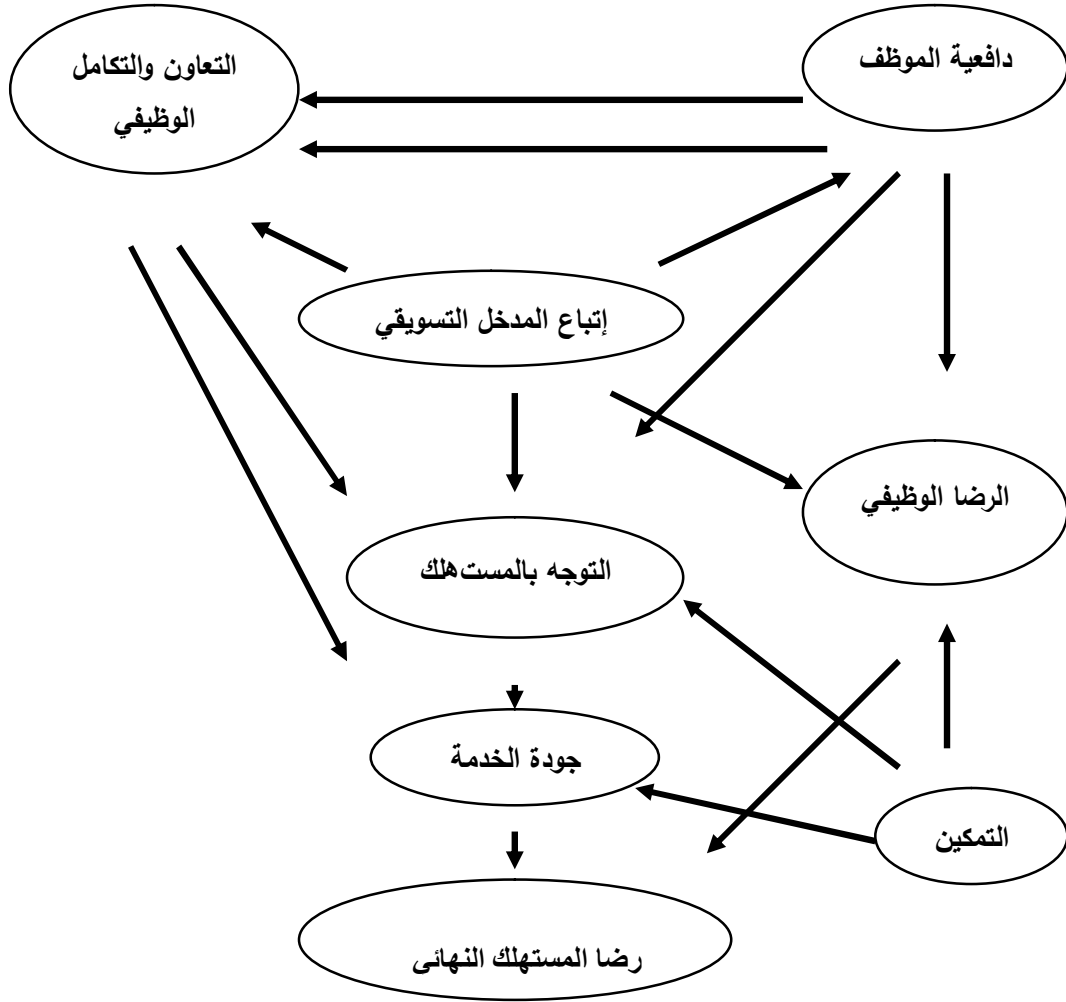 دافعية الموظف
التعاون والتكامل
الوظيفي
إتباع المدخل التسويقي
الرضا الوظيفي
التوجه بالمستهلك
جودة الخدمة
التمكين
رضا المستهلك النهائى